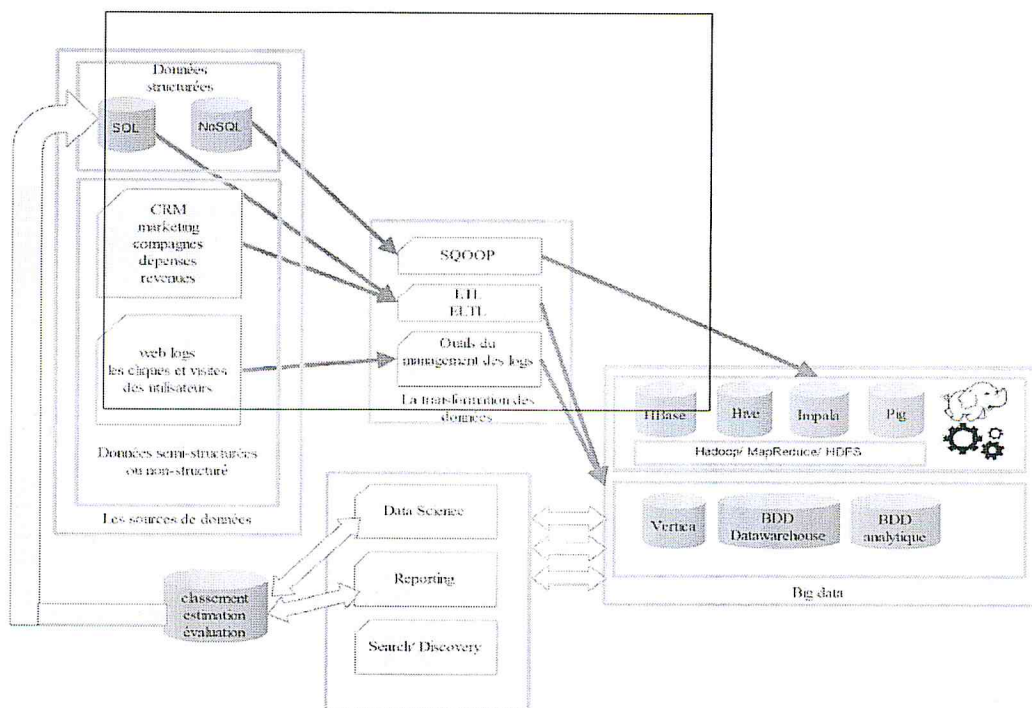 Données
structurées
SQL
NoSQL
CRM
marketing
compagnes
depenses
revenues
web logs
les cliques et visites
des utilisateurs
Données semi-structurées
ou non-structuré
Les sources de données
SQOOP
ETL
ELTL
Outils du
management des logs
La transformation des
données
HBase
Hive
Impala
Pig
Hadoop/ MapReduce/ HDFS
Vertica
BDD
Datawarehouse
BDD
analytique
Big data
Data Science
Reporting
Search/ Discovery
classement
estimation
évaluation